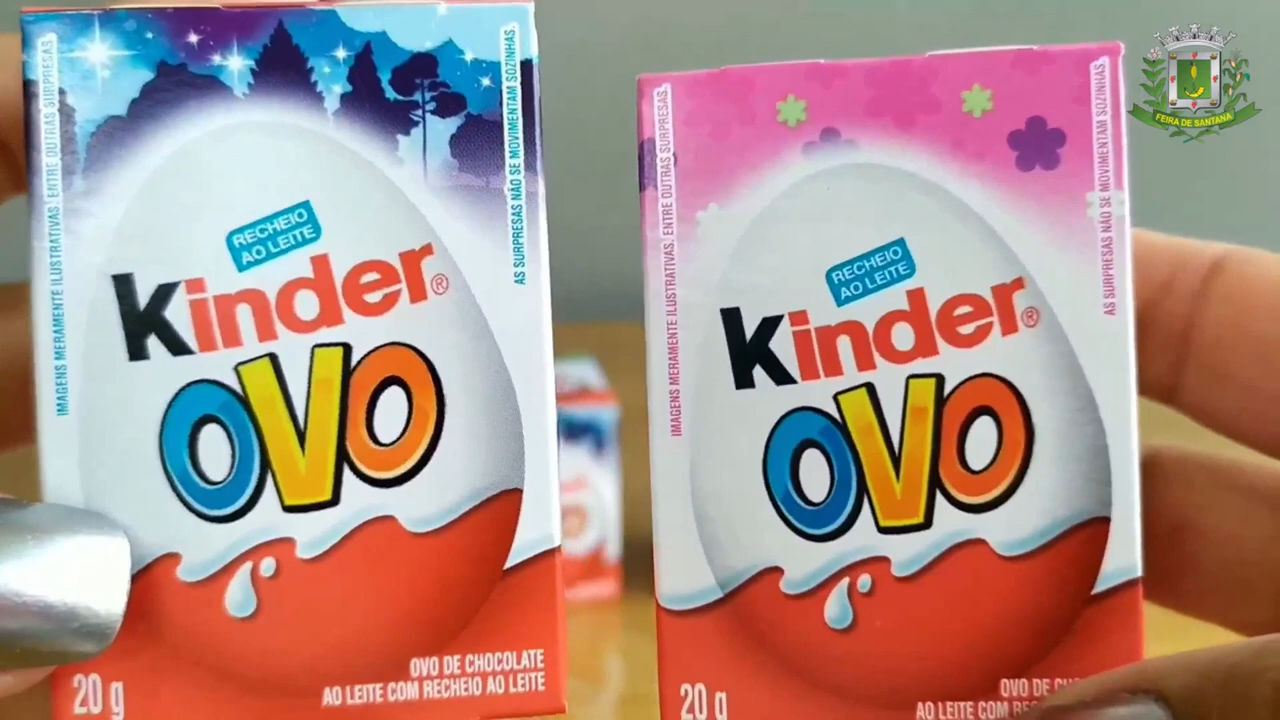 IMAGENS MERAMENTE ILUSTRATIVAS. ENTRE OUTRAS SURPRESAS.
AS SURPRESAS NÃO SE MOVIMENTAM SOZINHAS.
RECHEIO
AO LEITE
kinder®
OVO
20 g
OVO DE CHOCOLATE
AO LEITE COM RECHEIO AO LEITE
IMAGENS MERAMENTE ILUSTRATIVAS. ENTRE OUTRAS SURPRESAS.
AS SURPRESAS NÃO SE MOVIMENTAM SOZINHAS.
RECHEIO
AO LEITE
kinder®
OVO
20 g
OVO DE
AO LEITE COM
FEIRA DE SANTANA